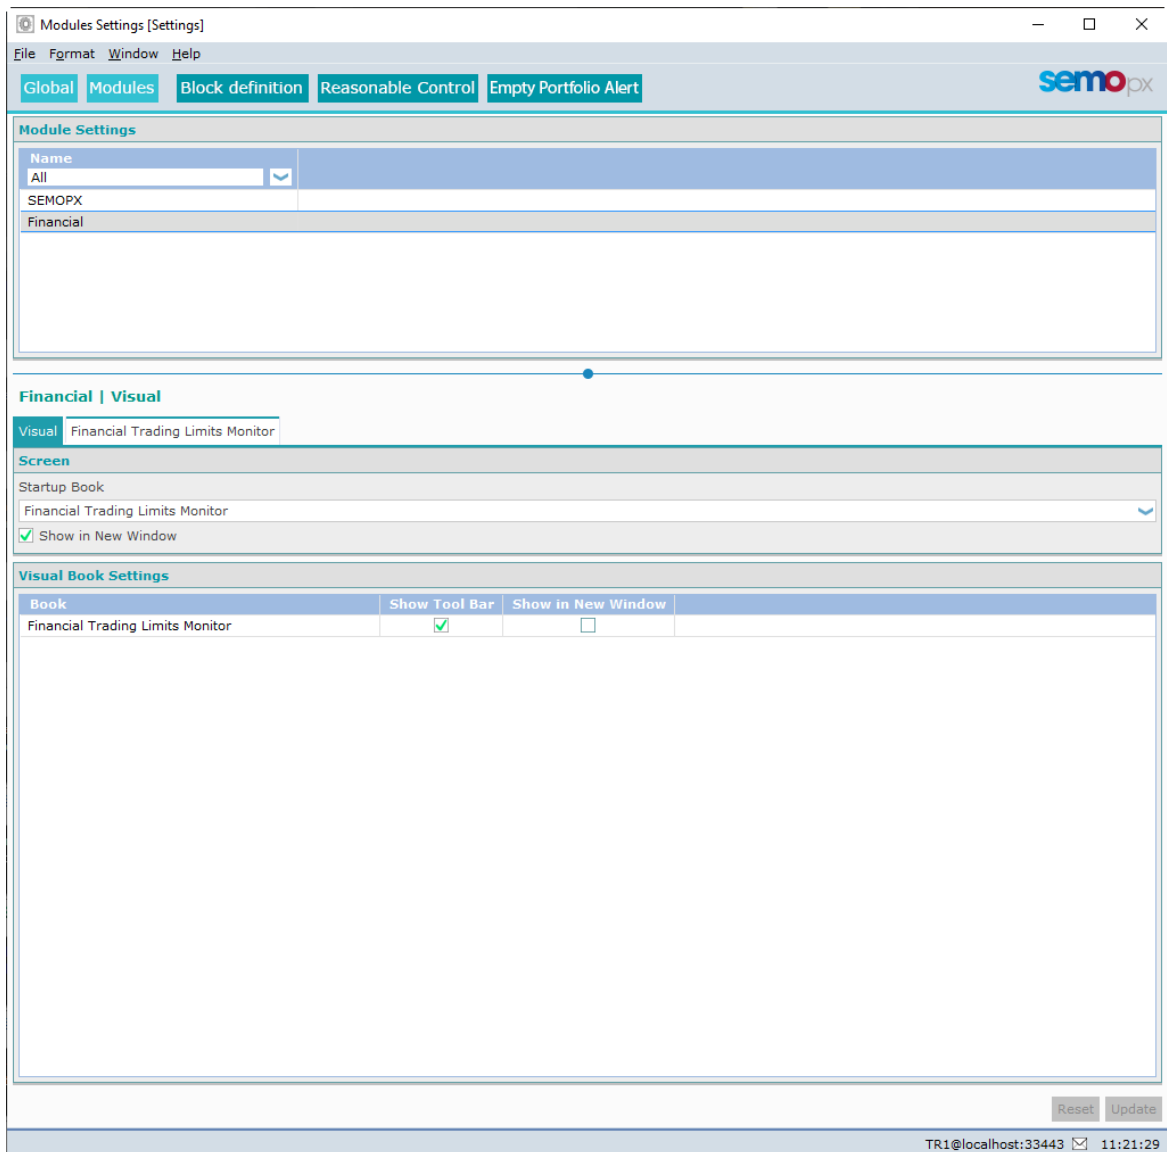 Modules Settings [Settings]
File Format Window Help
Global Modules Block definition Reasonable Control Empty Portfolio Alert semopx
Module Settings
Name
All
SEMOPX
Financial
Financial | Visual
Visual Financial Trading Limits Monitor
Screen
Startup Book
Financial Trading Limits Monitor
Show in New Window
Visual Book Settings
Book Show Tool Bar Show in New Window
Financial Trading Limits Monitor
Reset Update
TR1@localhost:33443 11:21:29